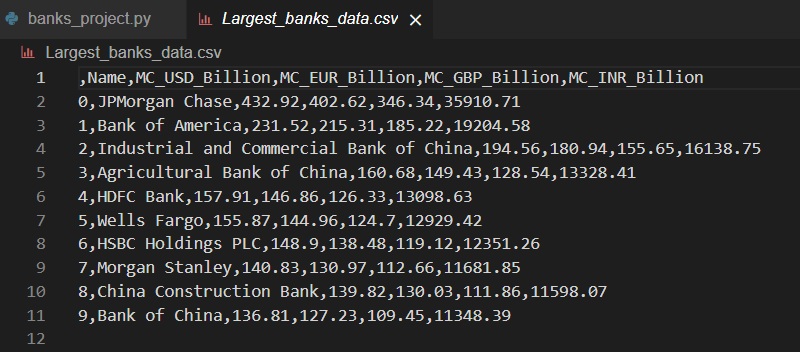 banks_project.py Largest_banks_data.csv
Largest_banks_data.csv
1 ,Name,MC_USD_Billion,MC_EUR_Billion,MC_GBP_Billion,MC_INR_Billion
2 0,JPMorgan Chase,432.92,402.62,346.34,35910.71
3 1,Bank of America,231.52,215.31,185.22,19204.58
4 2,Industrial and Commercial Bank of China,194.56,180.94,155.65,16138.75
5 3,Agricultural Bank of China,160.68,149.43,128.54,13328.41
6 4,HDFC Bank,157.91,146.86,126.33,13098.63
7 5,Wells Fargo,155.87,144.96,124.7,12929.42
8 6,HSBC Holdings PLC,148.9,138.48,119.12,12351.26
9 7,Morgan Stanley,140.83,130.97,112.66,11681.85
10 8,China Construction Bank,139.82,130.03,111.86,11598.07
11 9,Bank of China,136.81,127.23,109.45,11348.39
12